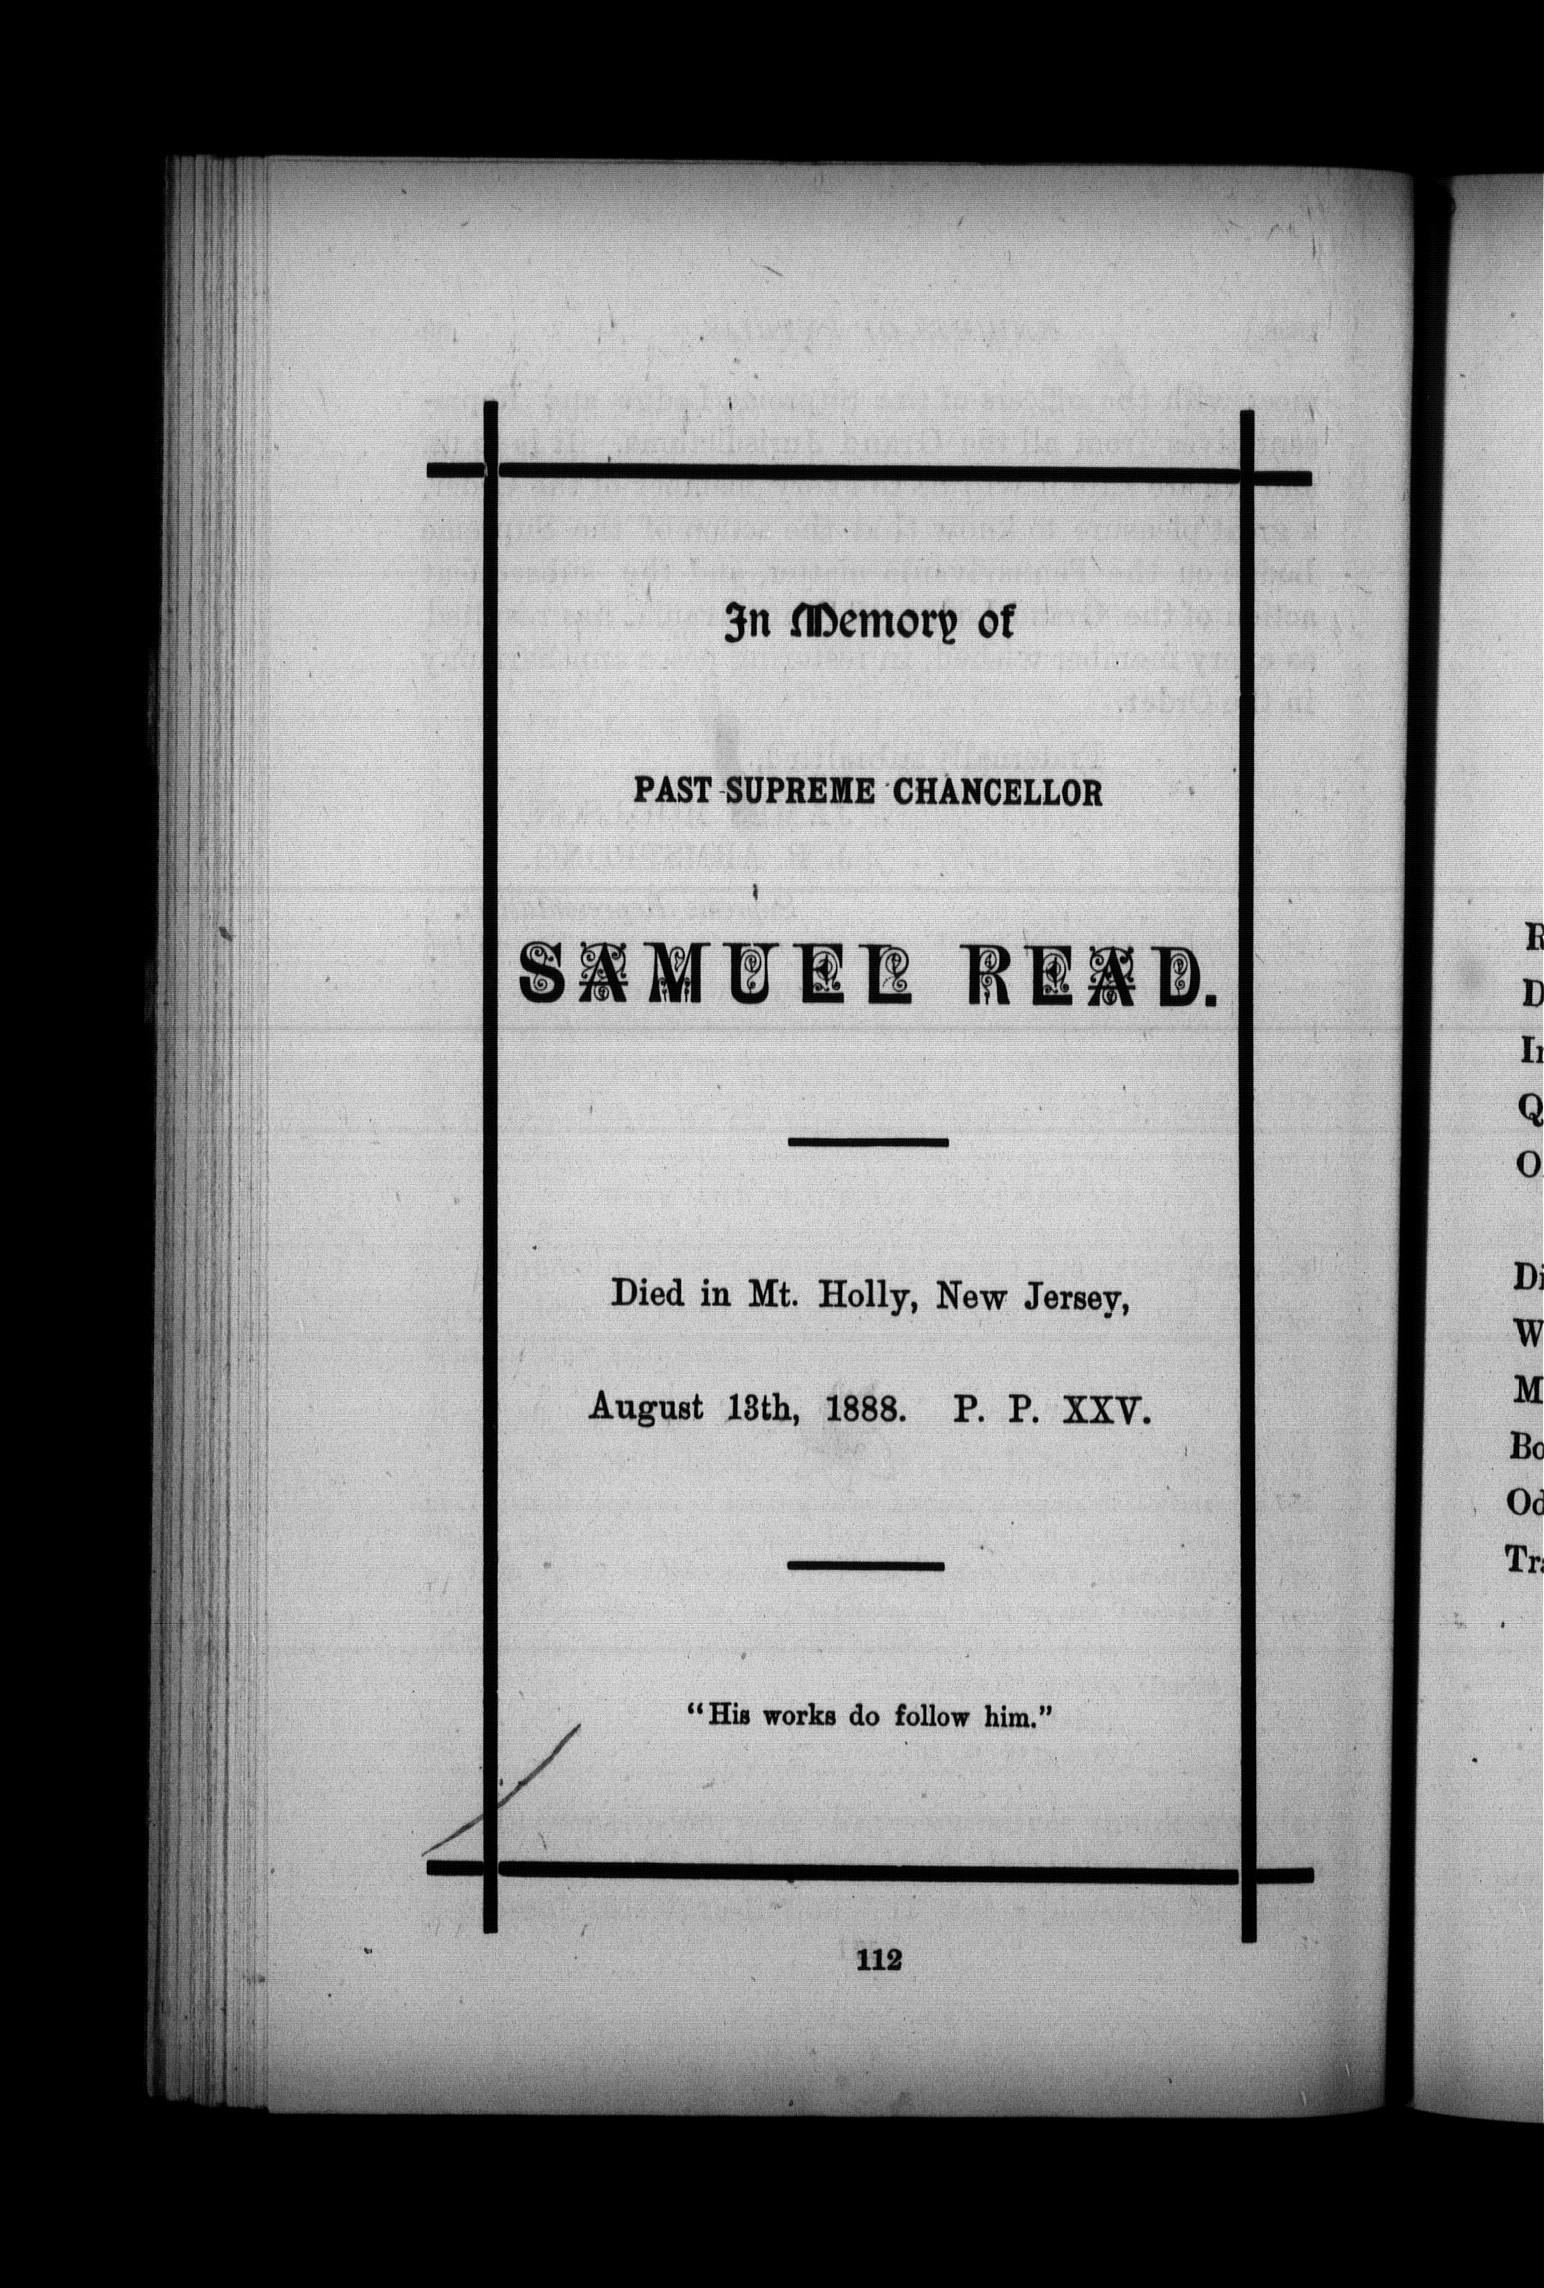 In Memory of
PAST SUPREME CHANCELLOR
SAMUEL READ.
Died in Mt. Holly, New Jersey,
August 13th, 1888. P. P. XXV.
"His works do follow him."
112